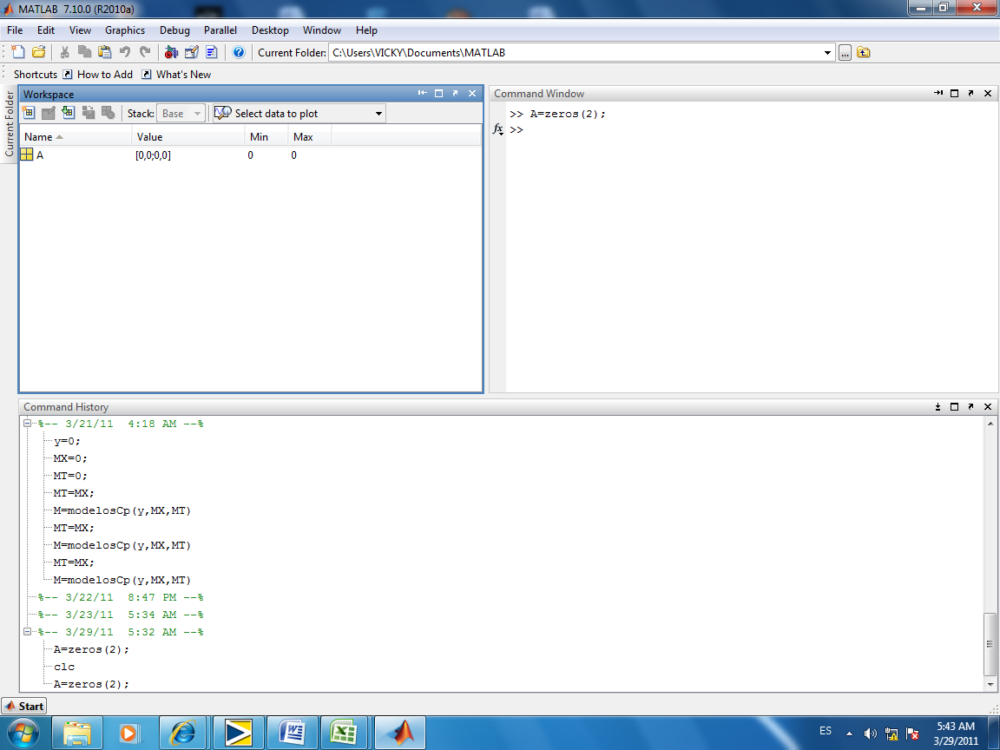 MATLAB 7.10.0 (R2010a)
File Edit View Graphics Debug Parallel Desktop Window Help
Current Folder: C:\Users\VICKY\Documents\MATLAB ...
Shortcuts How to Add What's New
Current Folder
Workspace
Stack: Base Select data to plot
Name Value Min Max
A [0,0;0,0] 0 0
Command Window
>> A=zeros(2);
fx >>
Command History
%-- 3/21/11 4:18 AM --%
y=0;
MX=0;
MT=0;
MT=MX;
M=modelosCp(y,MX,MT)
MT=MX;
M=modelosCp(y,MX,MT)
MT=MX;
M=modelosCp(y,MX,MT)
%-- 3/22/11 8:47 PM --%
%-- 3/23/11 5:34 AM --%
%-- 3/29/11 5:32 AM --%
A=zeros(2);
clc
A=zeros(2);
Start
ES
5:43 AM
3/29/2011